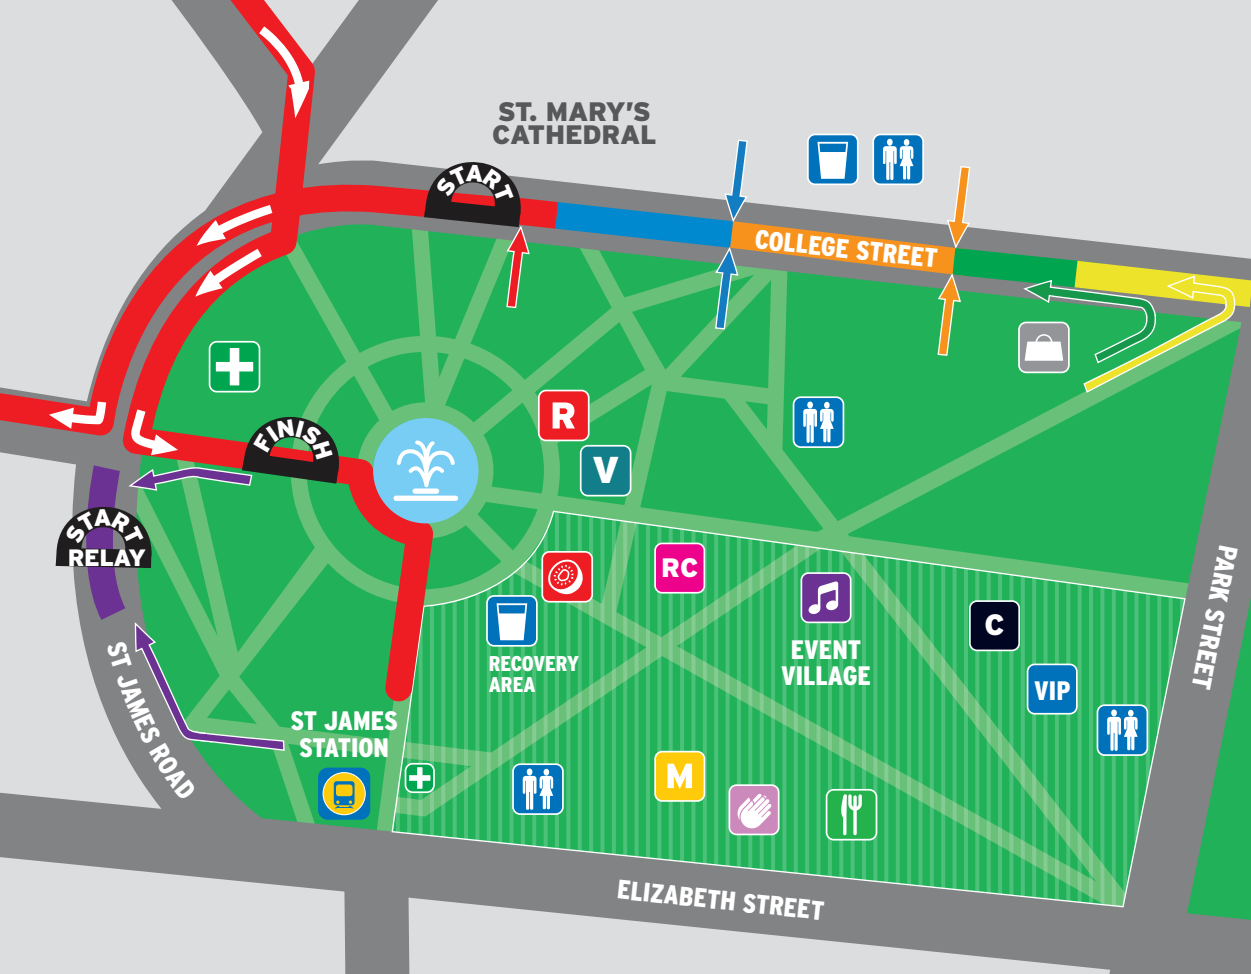 ST. MARY'S
CATHEDRAL
START
COLLEGE STREET
R
FINISH
V
START
RELAY
RC
C
PARK STREET
EVENT
VILLAGE
RECOVERY
AREA
VIP
ST JAMES ROAD
ST JAMES
STATION
M
ELIZABETH STREET